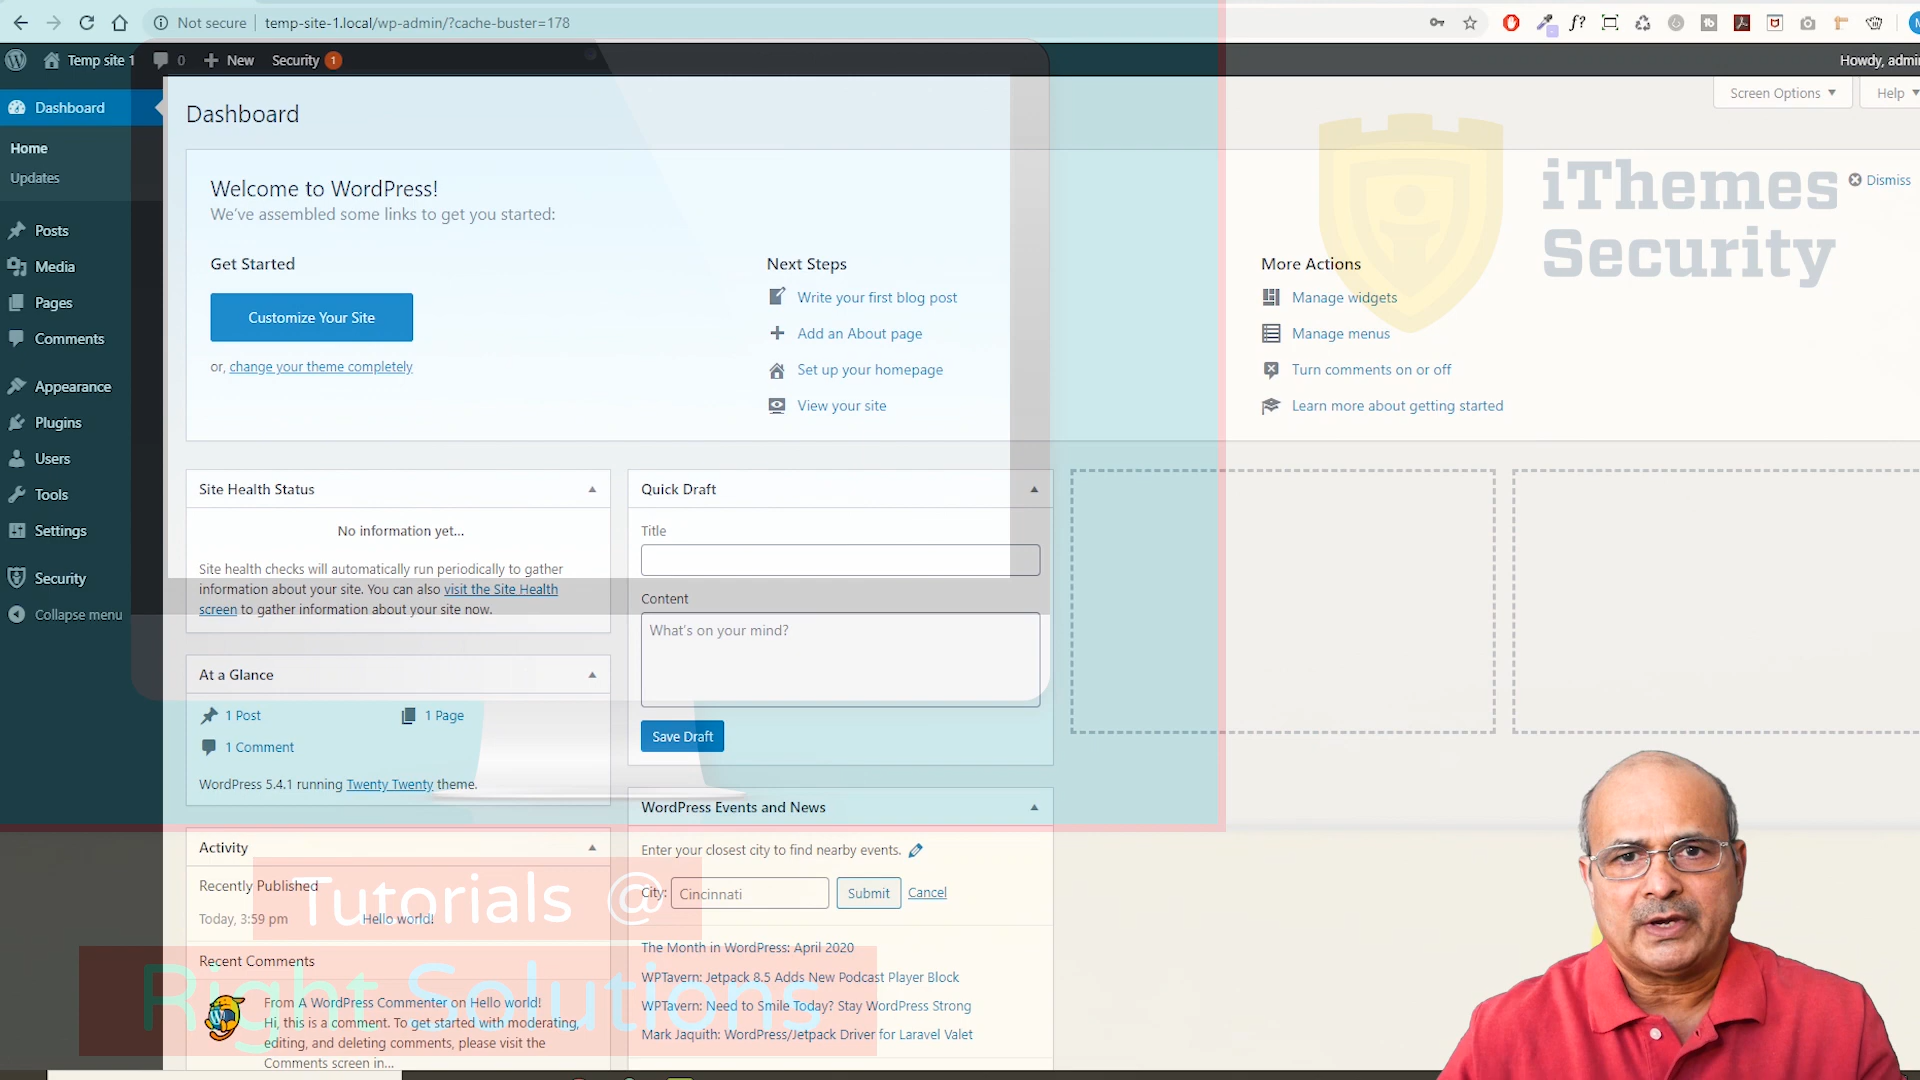 Not secure
temp-site-1.local/wp-admin/?cache-buster=178
Temp site 1
0
New
Security
1
Howdy, admin
Dashboard
Home
Updates
Posts
Media
Pages
Comments
Appearance
Plugins
Users
Tools
Settings
Security
Collapse menu
Dashboard
Screen Options
Help
Welcome to WordPress!
We've assembled some links to get you started:
Dismiss
iThemes
Security
Get Started
Customize Your Site
or, change your theme completely
Next Steps
Write your first blog post
Add an About page
Set up your homepage
View your site
More Actions
Manage widgets
Manage menus
Turn comments on or off
Learn more about getting started
Site Health Status
No information yet...
Site health checks will automatically run periodically to gather
information about your site. You can also visit the Site Health
screen to gather information about your site now.
At a Glance
1 Post
1 Page
1 Comment
WordPress 5.4.1 running Twenty Twenty theme.
Activity
Recently Published
Today, 3:59 pm
Hello world!
Recent Comments
From A WordPress Commenter on Hello world!
Hi, this is a comment. To get started with moderating,
editing, and deleting comments, please visit the
Comments screen in...
Quick Draft
Title
Content
What's on your mind?
Save Draft
WordPress Events and News
Enter your closest city to find nearby events.
City:
Cincinnati
Submit
Cancel
The Month in WordPress: April 2020
WPTavern: Jetpack 8.5 Adds New Podcast Player Block
WPTavern: Need to Smile Today? Stay WordPress Strong
Mark Jaquith: WordPress/Jetpack Driver for Laravel Valet
Tutorials @
Right Solutions